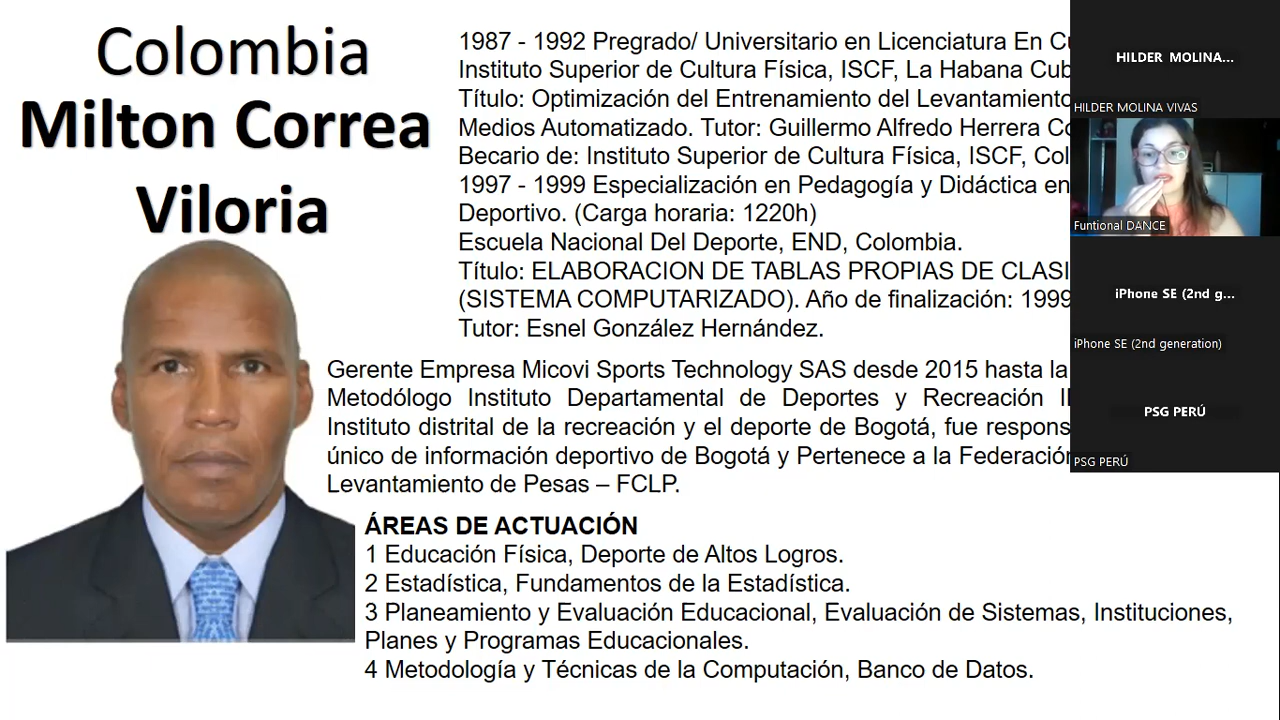 Colombia
Milton Correa
Viloria
1987 - 1992 Pregrado/ Universitario en Licenciatura En
Instituto Superior de Cultura Física, ISCF, La Habana
Título: Optimización del Entrenamiento del Levantamiento
Medios Automatizado. Tutor: Guillermo Alfredo Herrera
Becario de: Instituto Superior de Cultura Física, ISCF,
1997 - 1999 Especialización en Pedagogía y Didáctica en
Deportivo. (Carga horaria: 1220h)
Escuela Nacional Del Deporte, END, Colombia.
Título: ELABORACION DE TABLAS PROPIAS DE
(SISTEMA COMPUTARIZADO). Año de finalización: 1999
Tutor: Esnel González Hernández.
Gerente Empresa Micovi Sports Technology SAS desde 2015 hasta la
Metodólogo Instituto Departamental de Deportes y Recreación
Instituto distrital de la recreación y el deporte de Bogotá, fue
único de información deportivo de Bogotá y Pertenece a la Federación
Levantamiento de Pesas – FCLP.
ÁREAS DE ACTUACIÓN
1 Educación Física, Deporte de Altos Logros.
2 Estadística, Fundamentos de la Estadística.
3 Planeamiento y Evaluación Educacional, Evaluación de Sistemas, Instituciones,
Planes y Programas Educacionales.
4 Metodología y Técnicas de la Computación, Banco de Datos.
HILDER MOLINA...
HILDER MOLINA VIVAS
Funtional DANCE
iPhone SE (2nd g...
iPhone SE (2nd generation)
PSG PERÚ
PSG PERÚ